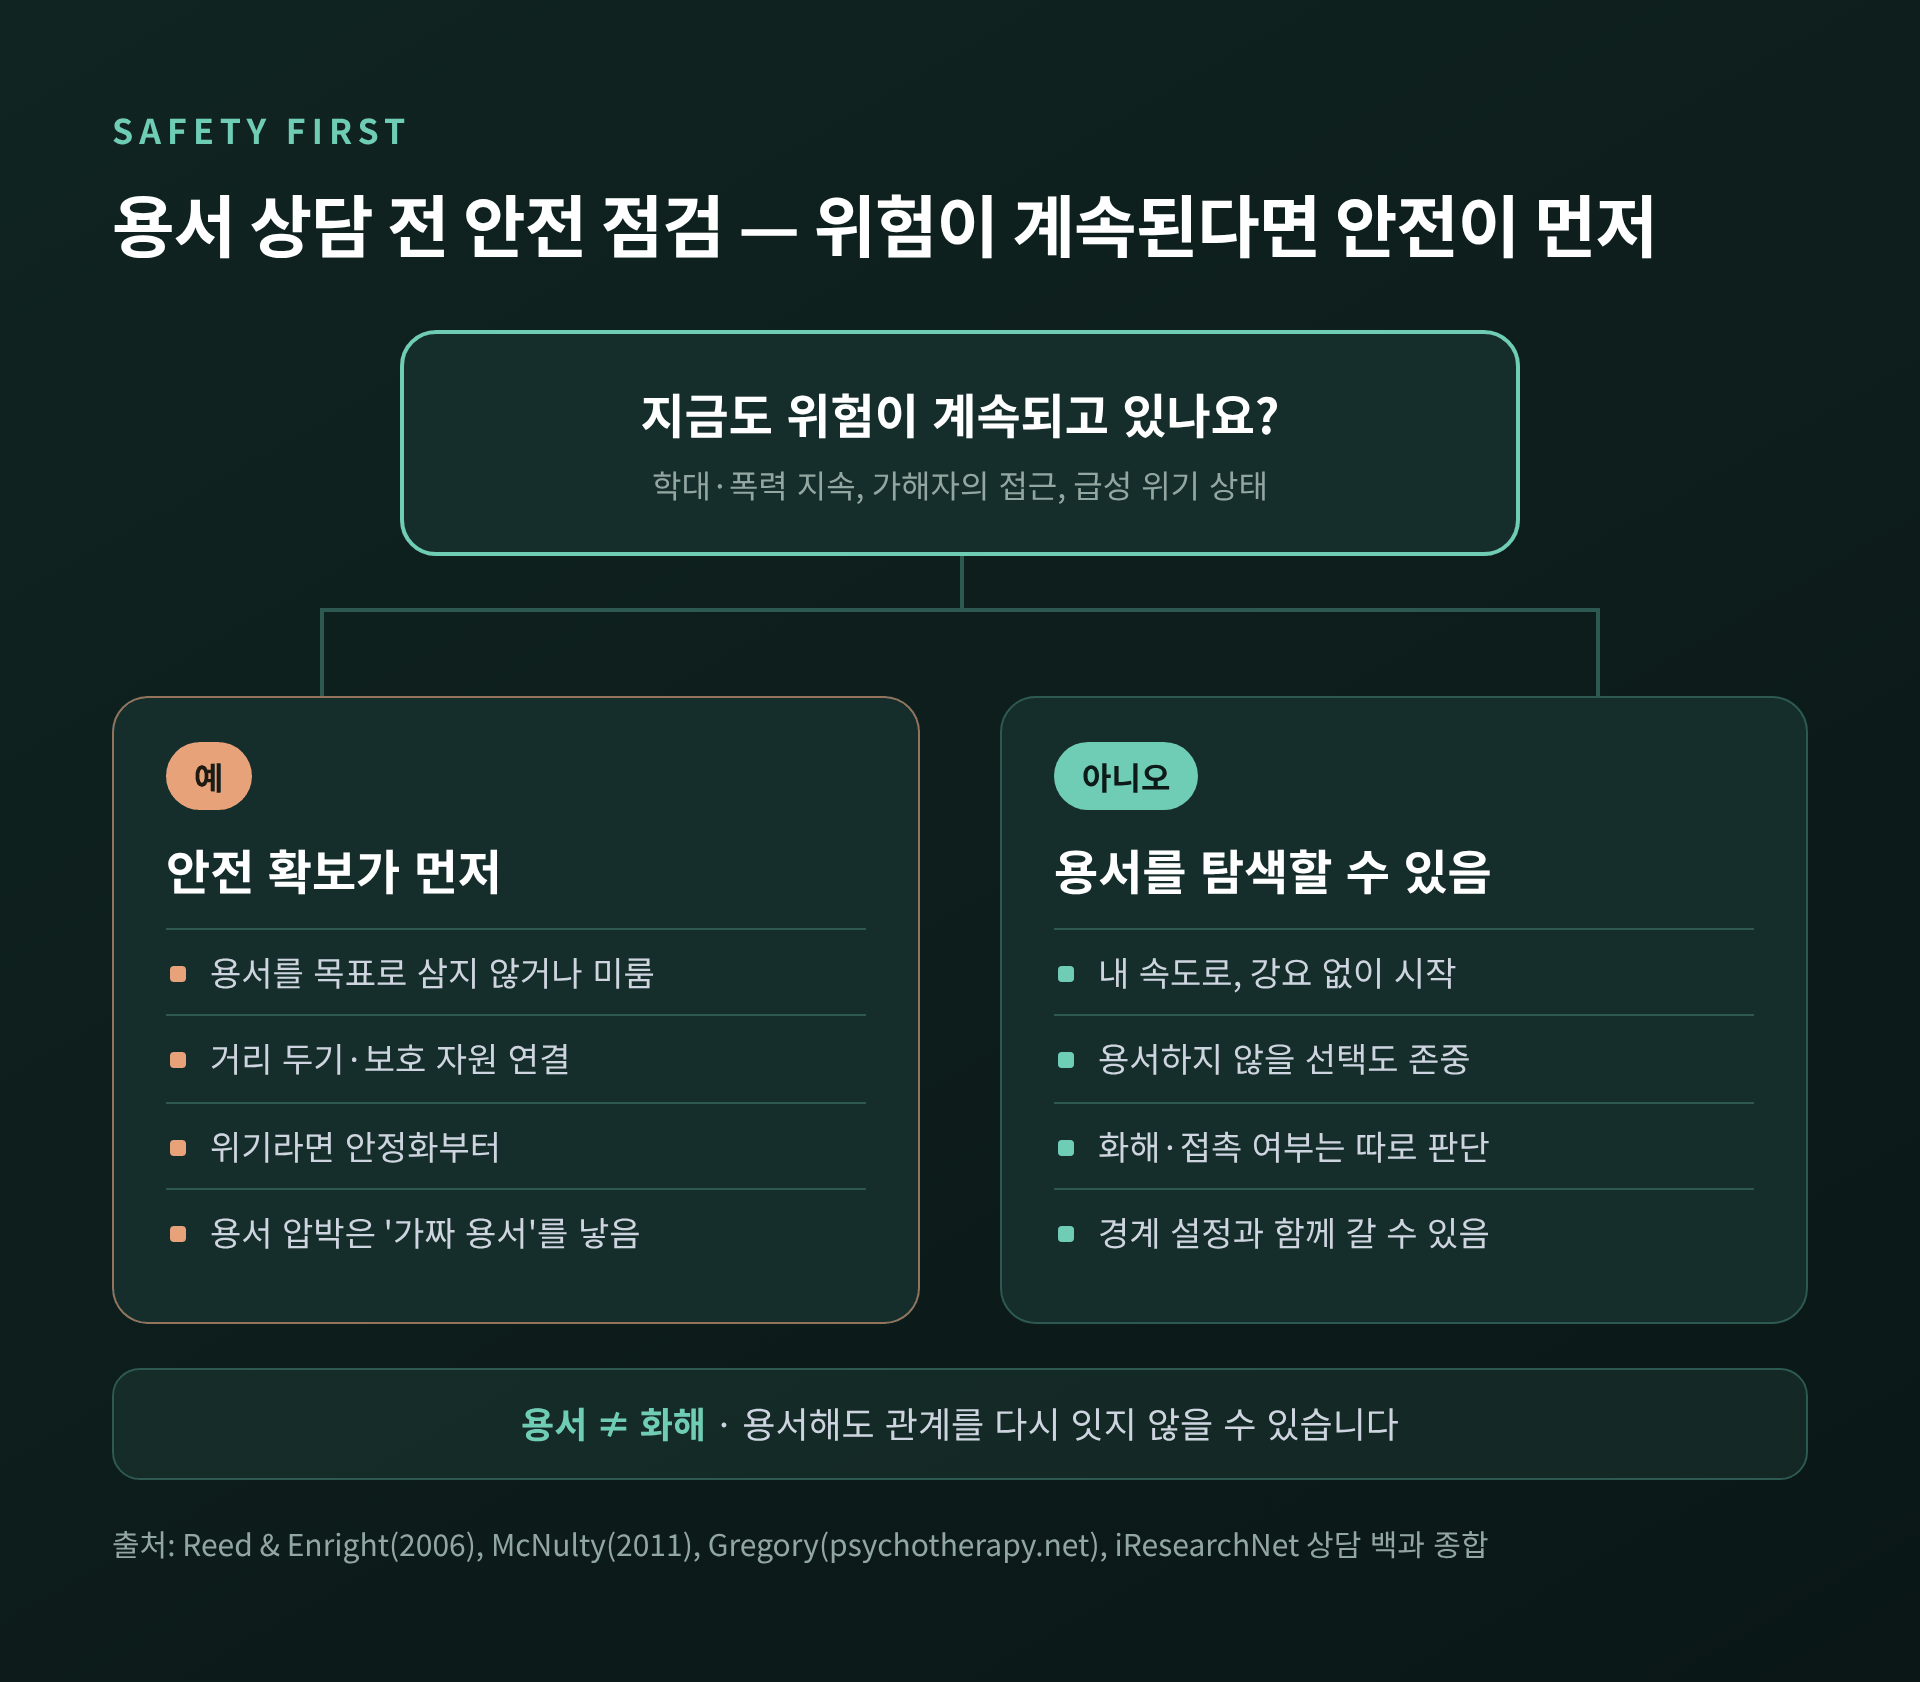 SAFETY FIRST
용서 상담 전 안전 점검 — 위험이 계속된다면 안전이 먼저
지금도 위험이 계속되고 있나요?
학대·폭력 지속, 가해자의 접근, 급성 위기 상태
예
안전 확보가 먼저
용서를 목표로 삼지 않거나 미룸
거리 두기·보호 자원 연결
위기라면 안정화부터
용서 압박은 '가짜 용서'를 낳음
아니오
용서를 탐색할 수 있음
내 속도로, 강요 없이 시작
용서하지 않을 선택도 존중
화해·접촉 여부는 따로 판단
경계 설정과 함께 갈 수 있음
용서 ≠ 화해 · 용서해도 관계를 다시 잇지 않을 수 있습니다
출처: Reed & Enright(2006), McNulty(2011), Gregory(psychotherapy.net), iResearchNet 상담 백과 종합